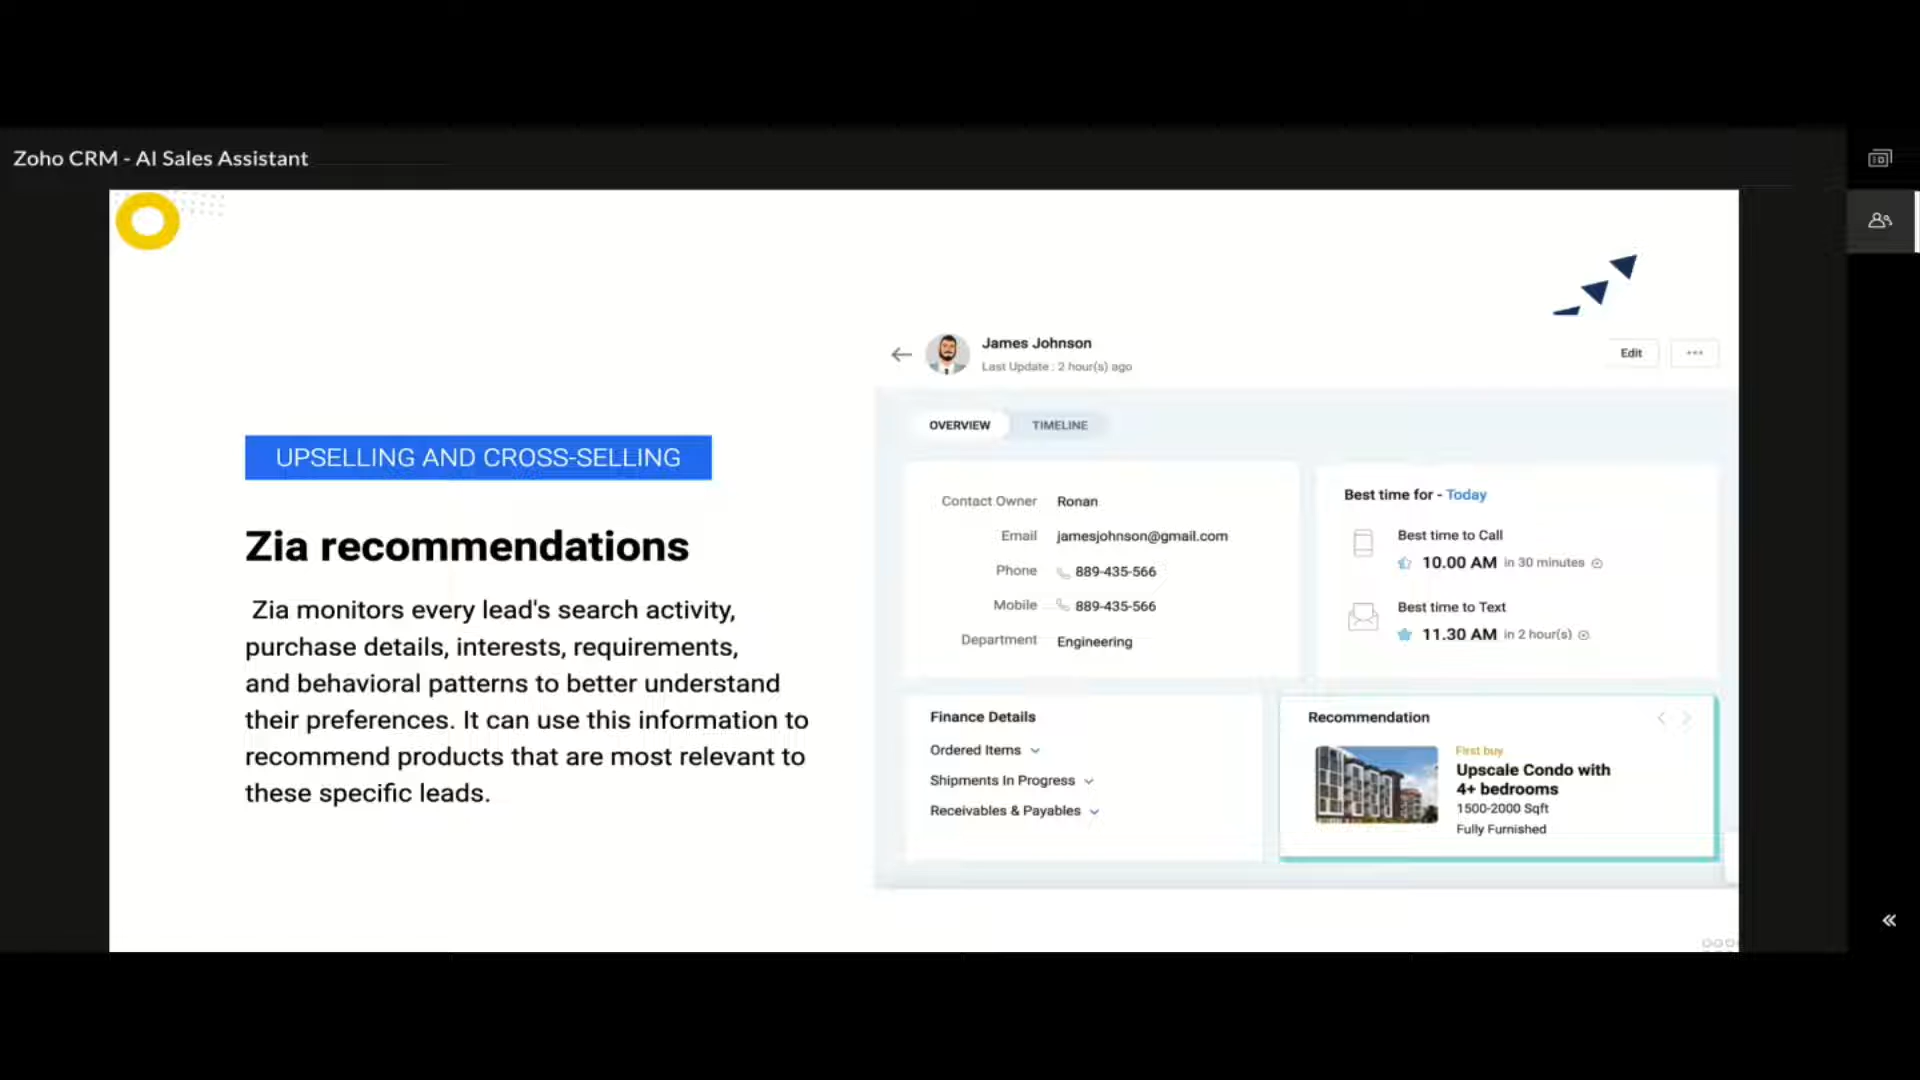 Zoho CRM - AI Sales Assistant
UPSELLING AND CROSS-SELLING
Zia recommendations
Zia monitors every lead's search activity,
purchase details, interests, requirements,
and behavioral patterns to better understand
their preferences. It can use this information to
recommend products that are most relevant to
these specific leads.
James Johnson
Last Update : 2 hour(s) ago
Edit
OVERVIEW
TIMELINE
Contact Owner Ronan
Email jamesjohnson@gmail.com
Phone 889-435-566
Mobile 889-435-566
Department Engineering
Best time for - Today
Best time to Call
10.00 AM in 30 minutes
Best time to Text
11.30 AM in 2 hour(s)
Finance Details
Ordered Items
Shipments In Progress
Receivables & Payables
Recommendation
First buy
Upscale Condo with
4+ bedrooms
1500-2000 Sqft
Fully Furnished